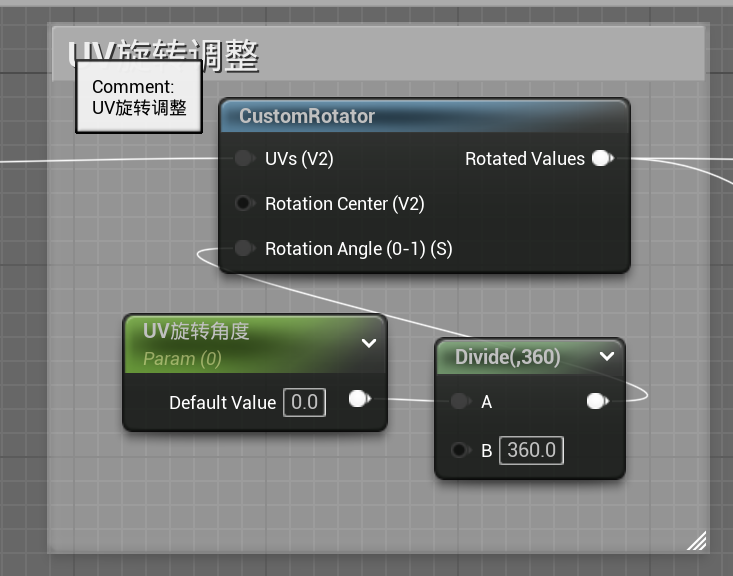 UV旋转调整
Comment:
UV旋转调整
CustomRotator
UVs (V2)
Rotated Values
Rotation Center (V2)
Rotation Angle (0-1) (S)
UV旋转角度
Param (0)
Default Value 0.0
Divide(,360)
A
B 360.0